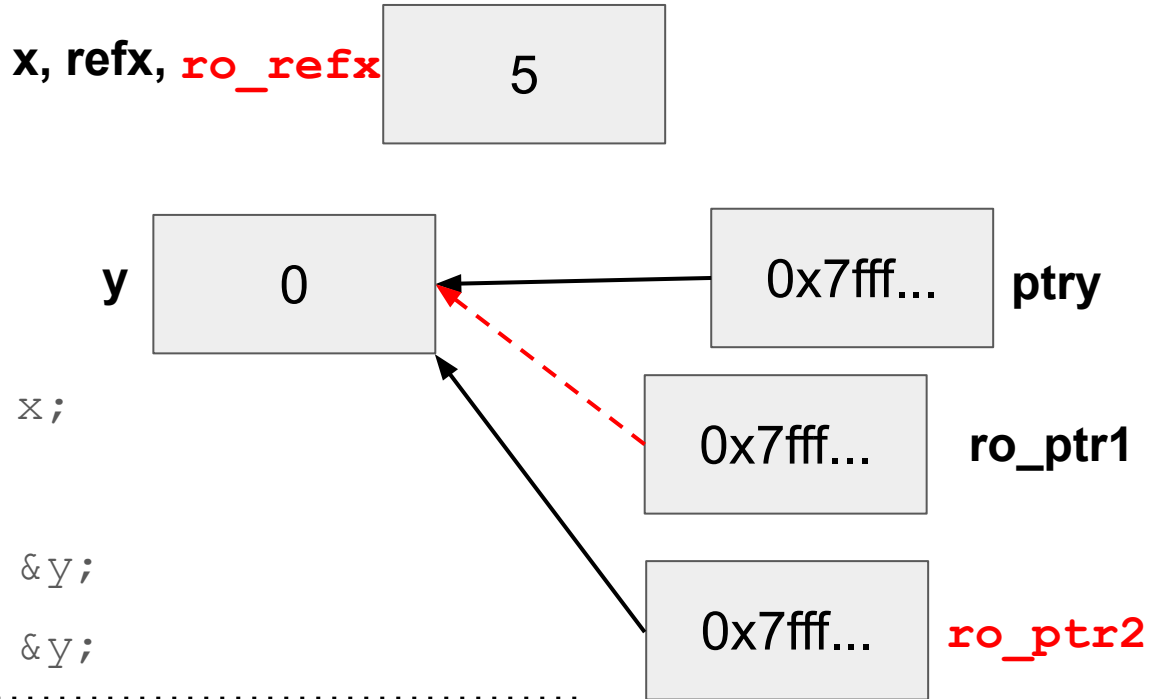 x, refx, ro_refx 5
y 0 0x7fff... ptry
x;
0x7fff... ro_ptr1
&y;
0x7fff... ro_ptr2
&y;